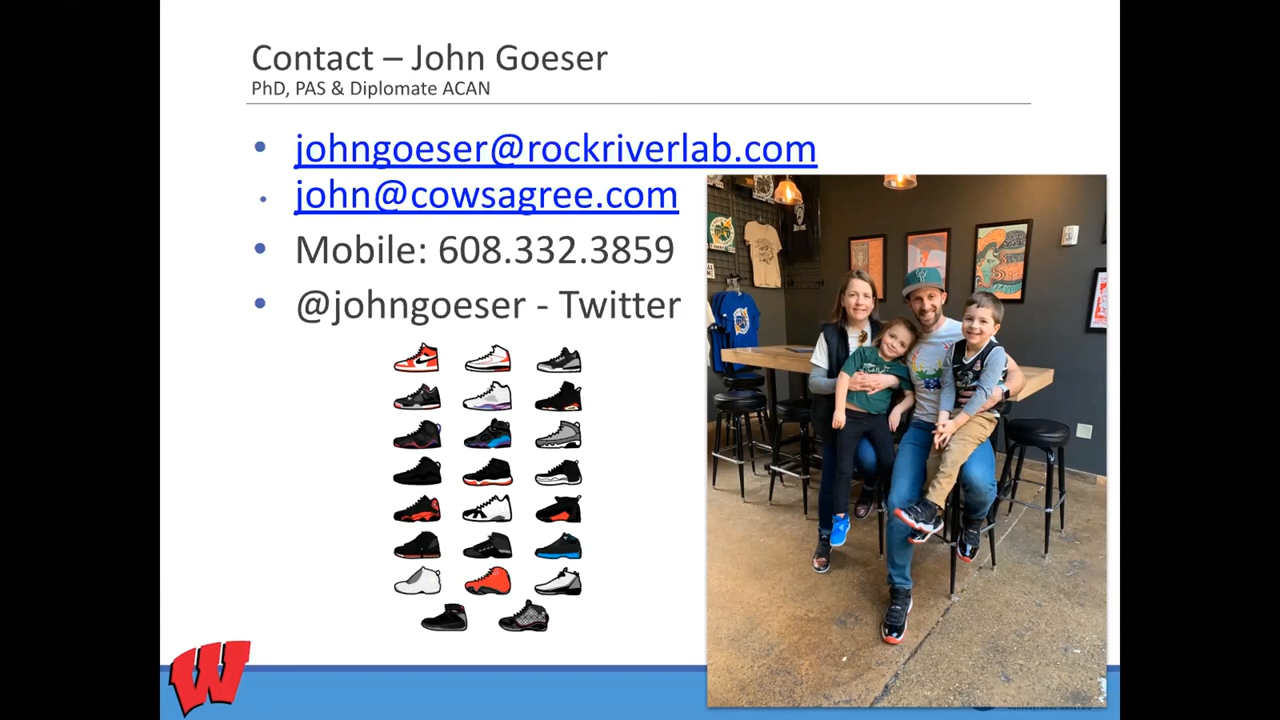 Contact – John Goeser
PhD, PAS & Diplomate ACAN
• johngoeser@rockriverlab.com
• john@cowsagree.com
• Mobile: 608.332.3859
• @johngoeser - Twitter
W